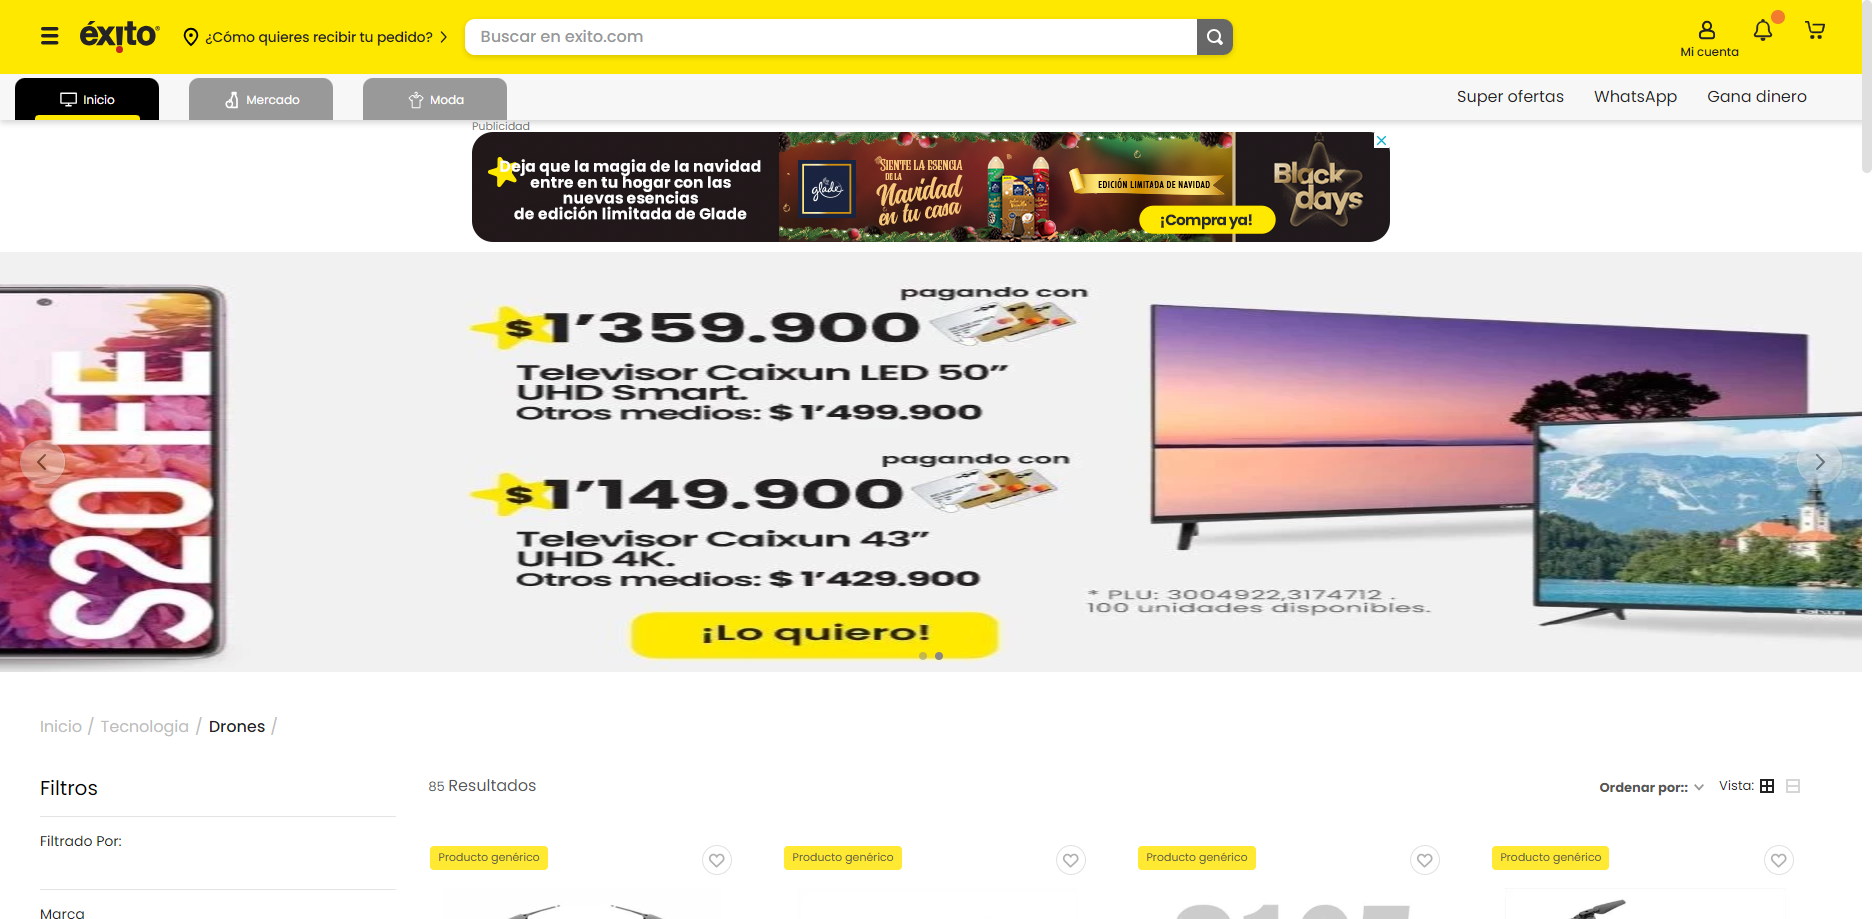 éxito
¿Cómo quieres recibir tu pedido?
Buscar en exito.com
Mi cuenta
Inicio
Mercado
Moda
Super ofertas
WhatsApp
Gana dinero
Publicidad
Deja que la magia de la navidad
entre en tu hogar con las
nuevas esencias
de edición limitada de Glade
glade
SIENTE LA ESENCIA
DE LA
Navidad
en tu casa
EDICIÓN LIMITADA DE NAVIDAD
¡Compra ya!
Black
days
S20FE
pagando con
$1'359.900
Televisor Caixun LED 50"
UHD Smart.
Otros medios: $1'499.900
pagando con
$1'149.900
Televisor Caixun 43"
UHD 4K.
Otros medios: $1'429.900
* PLU: 3004922,3174712 .
100 unidades disponibles.
¡Lo quiero!
Caixun
Inicio / Tecnologia / Drones /
Filtros
85 Resultados
Ordenar por::
Vista:
Filtrado Por:
Producto genérico
Producto genérico
Producto genérico
Producto genérico
Marca